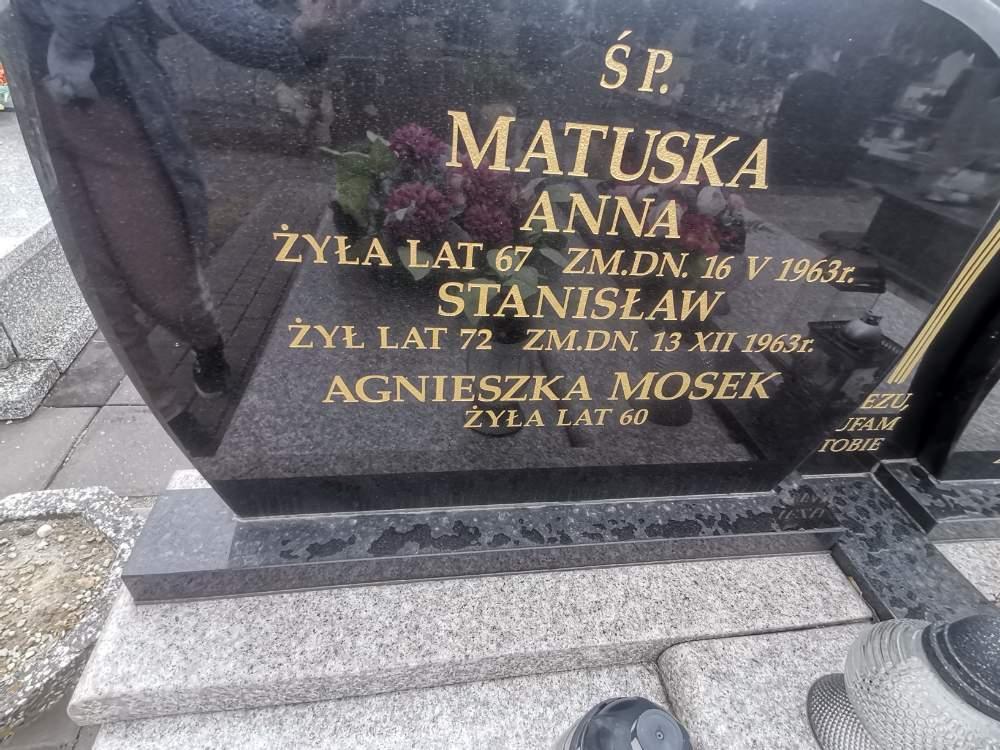 Ś P.
MATUSKA
ANNA
ŻYŁA LAT 67 ZM.DN. 16 V 1963r.
STANISŁAW
ŻYŁ LAT 72 ZM.DN. 13 XII 1963r.
AGNIESZKA MOSEK
ŻYŁA LAT 60
EZU,
UFAM
TOBIE